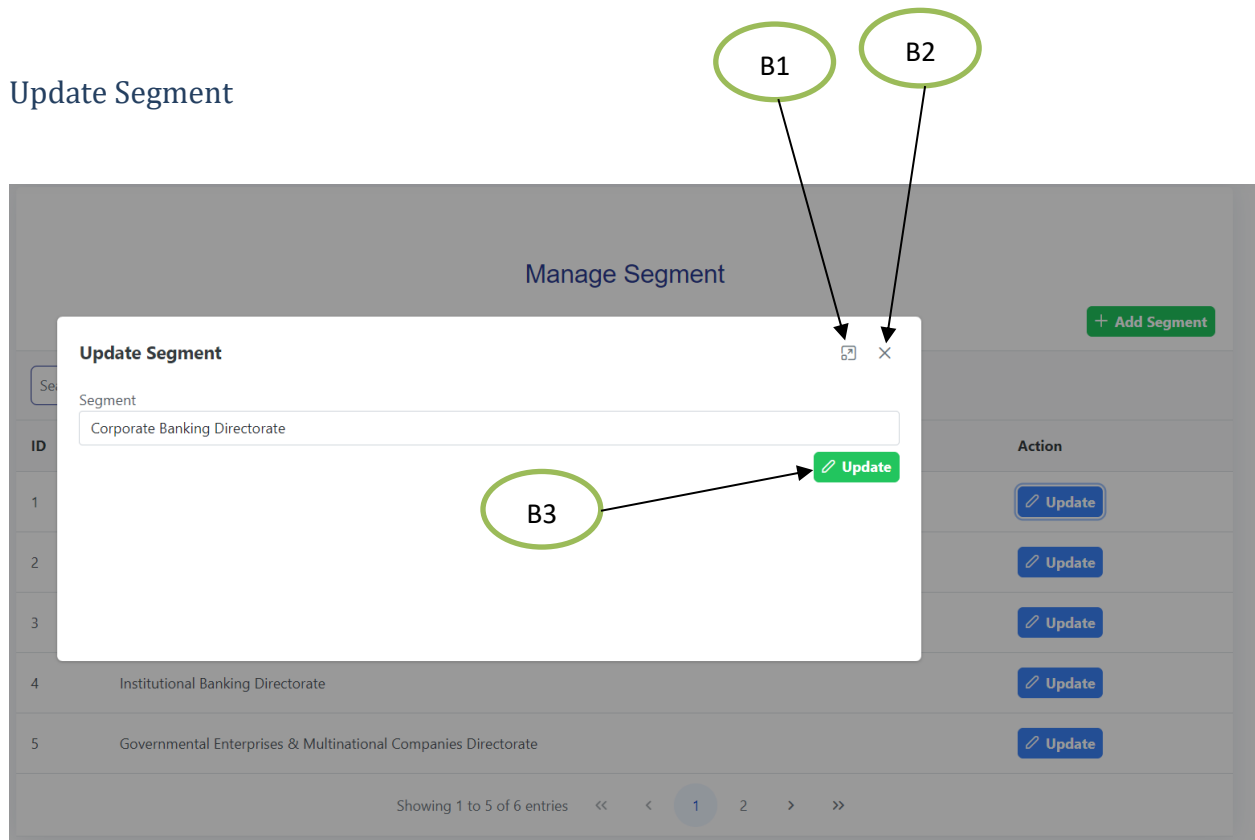 B1
B2
Update Segment
Manage Segment
+ Add Segment
Update Segment
Segment
Corporate Banking Directorate
Update
B3
ID
Action
1
Update
2
Update
3
Update
4 Institutional Banking Directorate Update
5 Governmental Enterprises & Multinational Companies Directorate Update
Showing 1 to 5 of 6 entries « < 1 2 > »